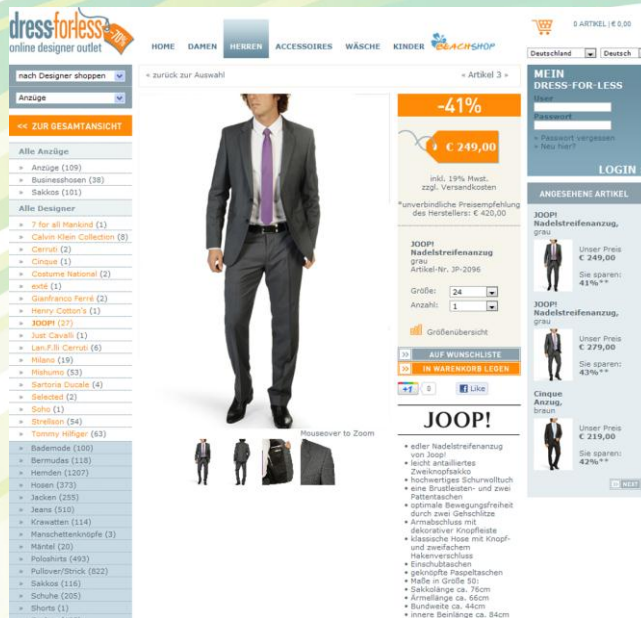 dress-for-less
-70%
online designer outlet
HOME DAMEN HERREN ACCESSOIRES WÄSCHE KINDER BEACHSHOP
0 ARTIKEL | € 0,00
Deutschland Deutsch
nach Designer shoppen
Anzüge
<< ZUR GESAMTANSICHT
Alle Anzüge
» Anzüge (109)
» Businesshosen (38)
» Sakkos (101)
Alle Designer
» 7 for all Mankind (1)
» Calvin Klein Collection (8)
» Cerruti (2)
» Cinque (1)
» Costume National (2)
» exté (1)
» Gianfranco Ferré (2)
» Henry Cotton's (1)
» JOOP! (27)
» Just Cavalli (1)
» Lan.F.lli Cerruti (6)
» Milano (19)
» Mishumo (53)
» Sartoria Ducale (4)
» Selected (2)
» Soho (1)
» Strellson (54)
» Tommy Hilfiger (63)
» Bademode (100)
» Bermudas (118)
» Hemden (1207)
» Hosen (373)
» Jacken (255)
» Jeans (510)
» Krawatten (114)
» Manschettenknöpfe (3)
» Mäntel (20)
» Poloshirts (493)
» Pullover/Strick (822)
» Sakkos (116)
» Schuhe (205)
» Shorts (1)
« zurück zur Auswahl
« Artikel 3 »
Mouseover to Zoom
-41%
€ 249,00
inkl. 19% Mwst.
zzgl. Versandkosten
*unverbindliche Preisempfehlung
des Herstellers: € 420,00
JOOP!
Nadelstreifenanzug
grau
Artikel-Nr. JP-2096
Größe: 24
Anzahl: 1
Größenübersicht
>> AUF WUNSCHLISTE
>> IN WARENKORB LEGEN
+1 0 Like
JOOP!
• edler Nadelstreifenanzug
von Joop!
• leicht antailliertes
Zweiknopfsakko
• hochwertiges Schurwolltuch
• eine Brustleisten- und zwei
Pattentaschen
• optimale Bewegungsfreiheit
durch zwei Gehschlitze
• Armabschluss mit
dekorativer Knopfleiste
• klassische Hose mit Knopf-
und zweifachem
Hakenverschluss
• Einschubtaschen
• geknöpfte Paspeltaschen
• Maße in Größe 50:
• Sakkolänge ca. 76cm
• Ärmellänge ca. 66cm
• Bundweite ca. 44cm
• innere Beinlänge ca. 84cm
MEIN
DRESS-FOR-LESS
User
Passwort
» Passwort vergessen
» Neu hier?
LOGIN
ANGESEHENE ARTIKEL
JOOP!
Nadelstreifenanzug,
grau
Unser Preis
€ 249,00
Sie sparen:
41%**
JOOP!
Nadelstreifenanzug,
grau
Unser Preis
€ 279,00
Sie sparen:
43%**
Cinque
Anzug,
braun
Unser Preis
€ 219,00
Sie sparen:
42%**
>> NEXT